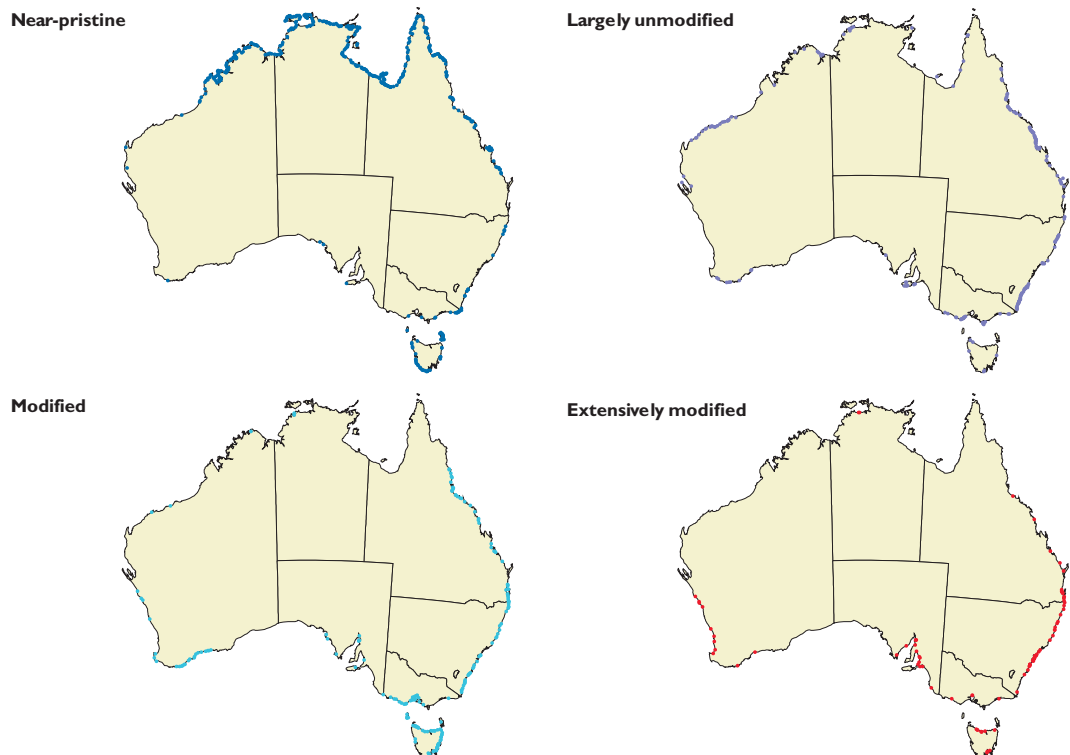 Near-pristine
Largely unmodified
Modified
Extensively modified